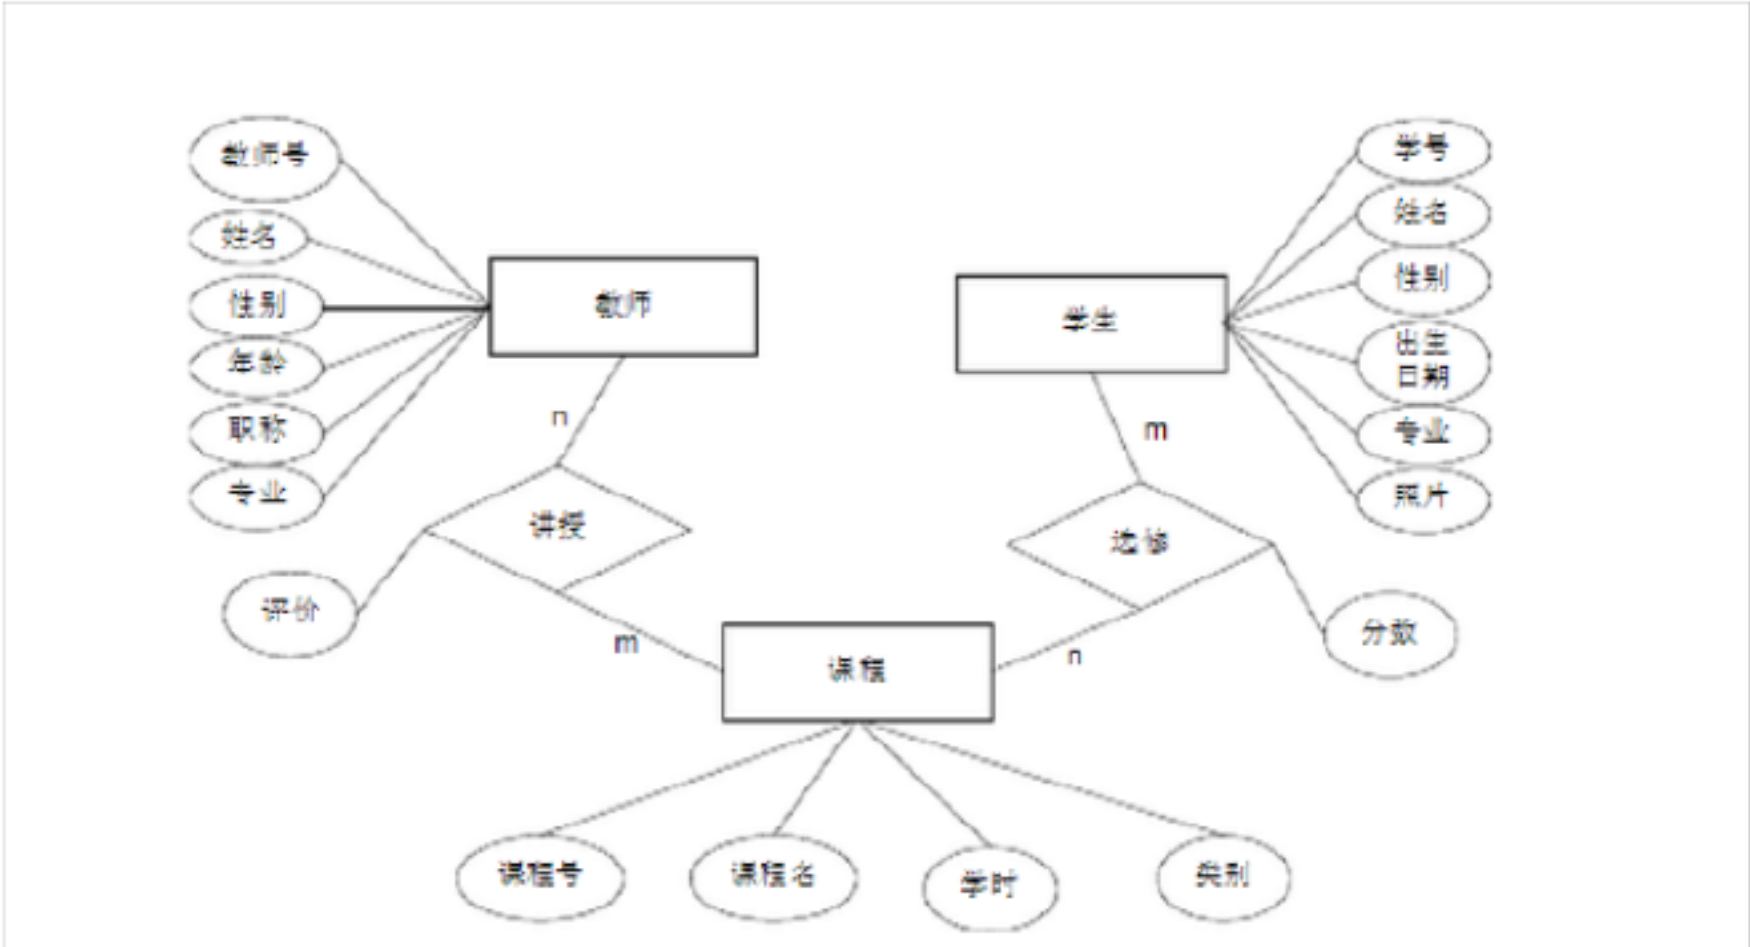 教师号
姓名
性别
年龄
职称
专业
教师
n
讲授
评价
m
学号
姓名
性别
出生
日期
专业
照片
学生
m
选修
分数
n
课程
课程号
课程名
学时
类别